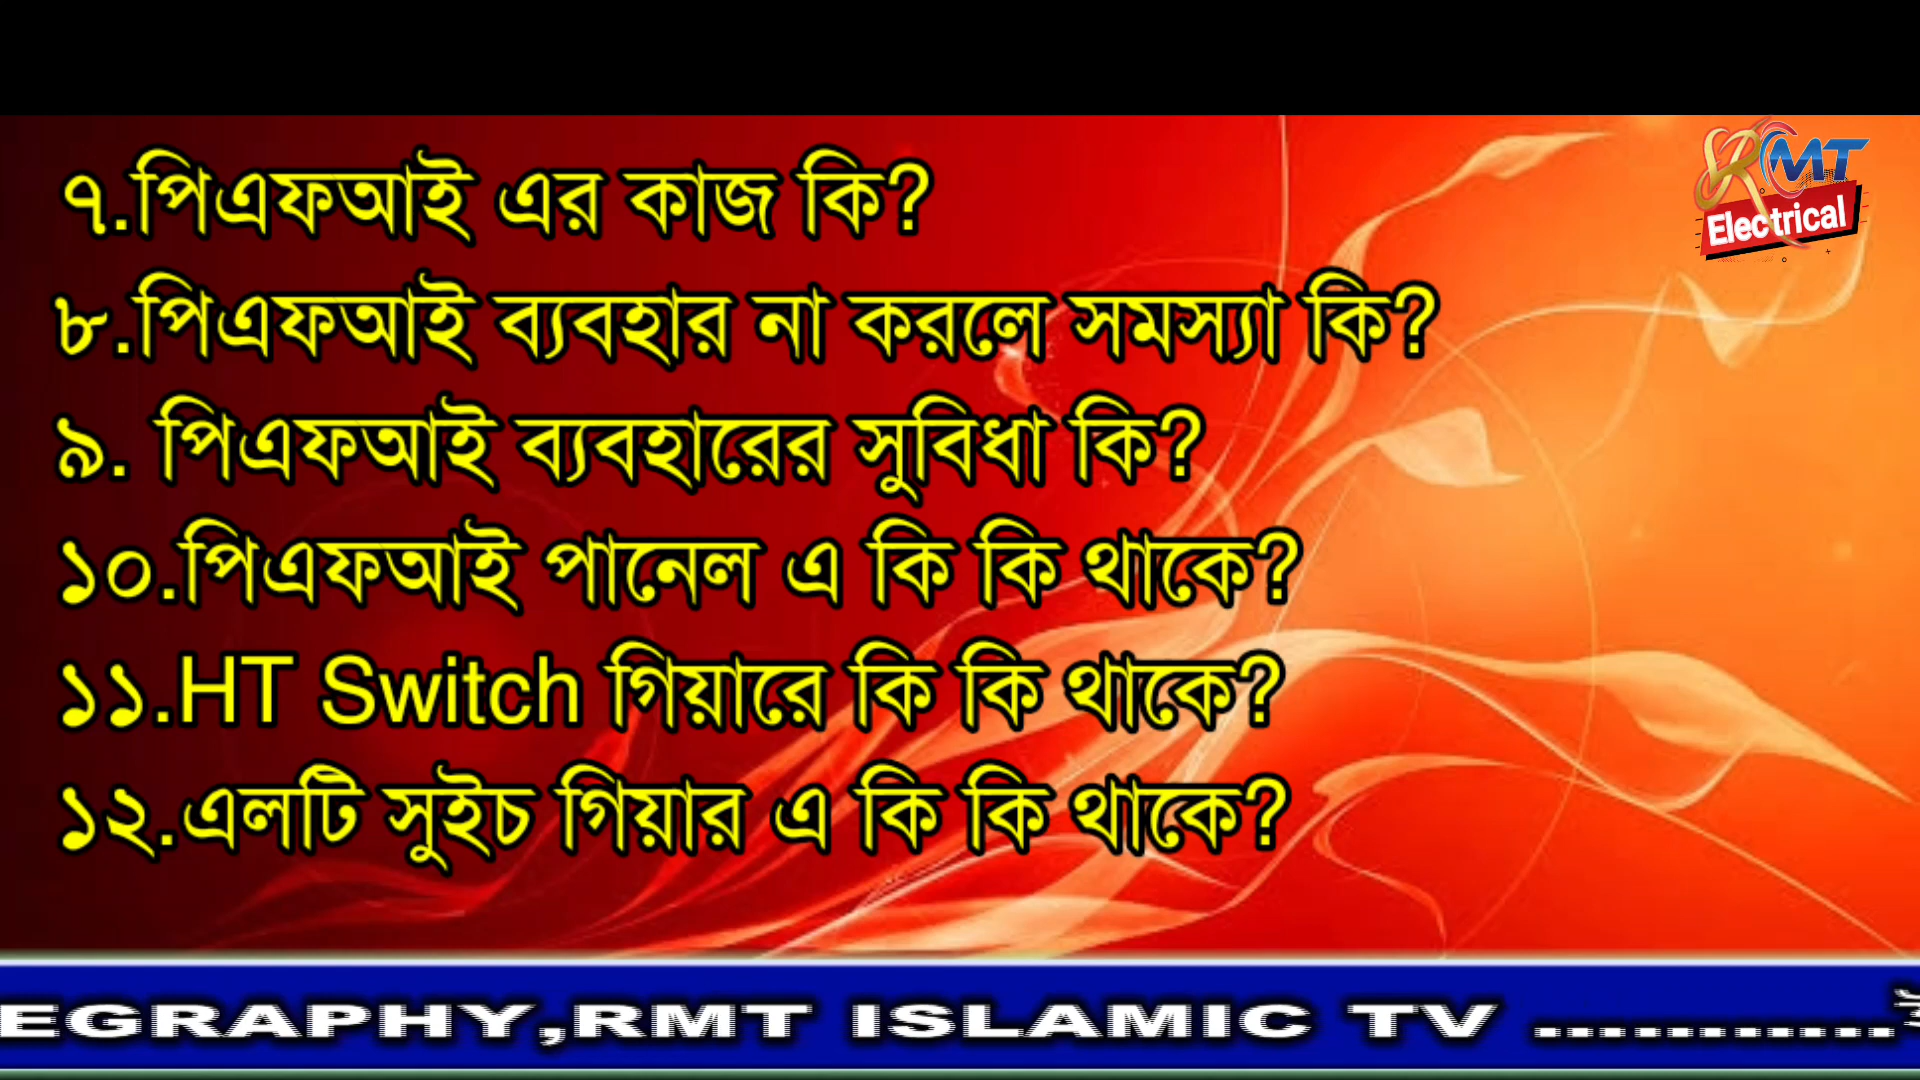 RMT
Electrical
৭.পিএফআই এর কাজ কি?
৮.পিএফআই ব্যবহার না করলে সমস্যা কি?
৯. পিএফআই ব্যবহারের সুবিধা কি?
১০.পিএফআই পানেল এ কি কি থাকে?
১১.HT Switch গিয়ারে কি কি থাকে?
১২.এলটি সুইচ গিয়ার এ কি কি থাকে?
EGRAPHY,RMT ISLAMIC TV ...........